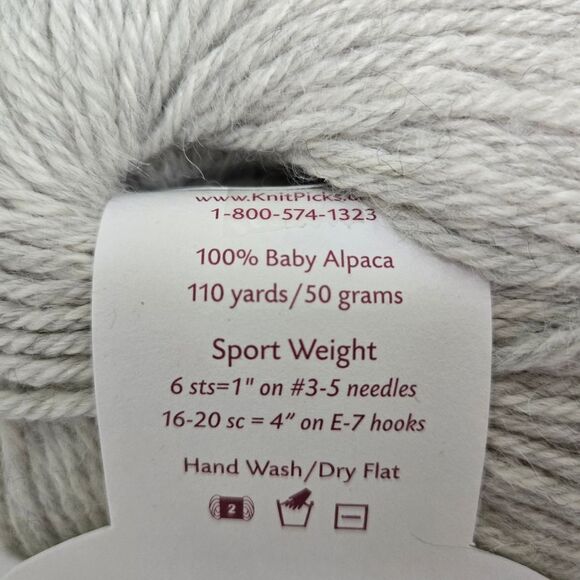 www.KnitPicks.
1-800-574-1323
100% Baby Alpaca
110 yards/50 grams
Sport Weight
6 sts=1" on #3-5 needles
16-20 sc = 4" on E-7 hooks
Hand Wash/Dry Flat
2